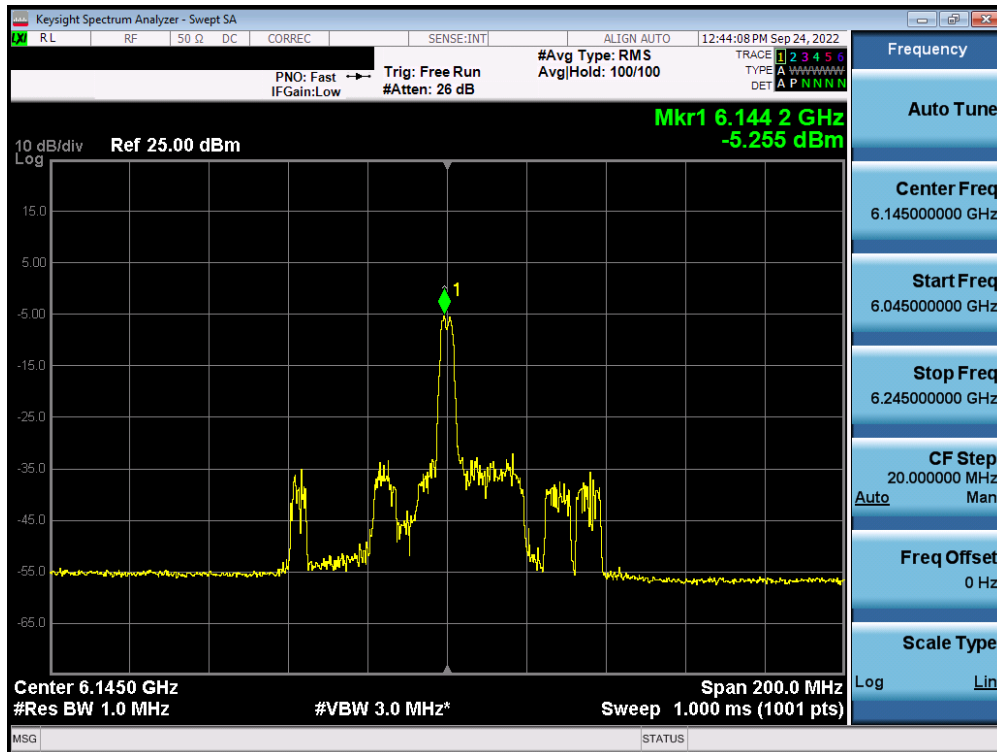 Keysight Spectrum Analyzer - Swept SA
LXI RL RF 50 Ω DC CORREC SENSE:INT ALIGN AUTO 12:44:08 PM Sep 24, 2022
PNO: Fast
IFGain:Low
Trig: Free Run
#Atten: 26 dB
#Avg Type: RMS
Avg|Hold: 100/100
TRACE 1 2 3 4 5 6
TYPE A WWWWW
DET A P N N N N
Mkr1 6.144 2 GHz
-5.255 dBm
10 dB/div Ref 25.00 dBm
Log
15.0
5.00
1
-5.00
-15.0
-25.0
-35.0
-45.0
-55.0
-65.0
Center 6.1450 GHz Span 200.0 MHz
#Res BW 1.0 MHz #VBW 3.0 MHz* Sweep 1.000 ms (1001 pts)
MSG STATUS
Frequency
Auto Tune
Center Freq
6.145000000 GHz
Start Freq
6.045000000 GHz
Stop Freq
6.245000000 GHz
CF Step
20.000000 MHz
Auto Man
Freq Offset
0 Hz
Scale Type
Log Lin